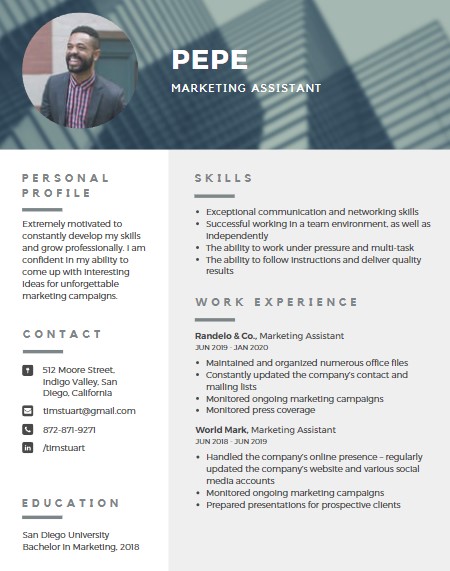 PEPE
MARKETING ASSISTANT
PERSONAL
PROFILE
Extremely motivated to
constantly develop my skills
and grow professionally. I am
confident in my ability to
come up with interesting
ideas for unforgettable
marketing campaigns.
CONTACT
512 Moore Street,
Indigo Valley, San
Diego, California
timstuart@gmail.com
872-871-9271
in /timstuart
EDUCATION
San Diego University
Bachelor in Marketing, 2018
SKILLS
• Exceptional communication and networking skills
• Successful working in a team environment, as well as
independently
• The ability to work under pressure and multi-task
• The ability to follow instructions and deliver quality
results
WORK EXPERIENCE
Randelo & Co., Marketing Assistant
JUN 2019 - JAN 2020
• Maintained and organized numerous office files
• Constantly updated the company's contact and
mailing lists
• Monitored ongoing marketing campaigns
• Monitored press coverage
World Mark, Marketing Assistant
JUN 2018 - JUN 2019
• Handled the company's online presence – regularly
updated the company's website and various social
media accounts
• Monitored ongoing marketing campaigns
• Prepared presentations for prospective clients